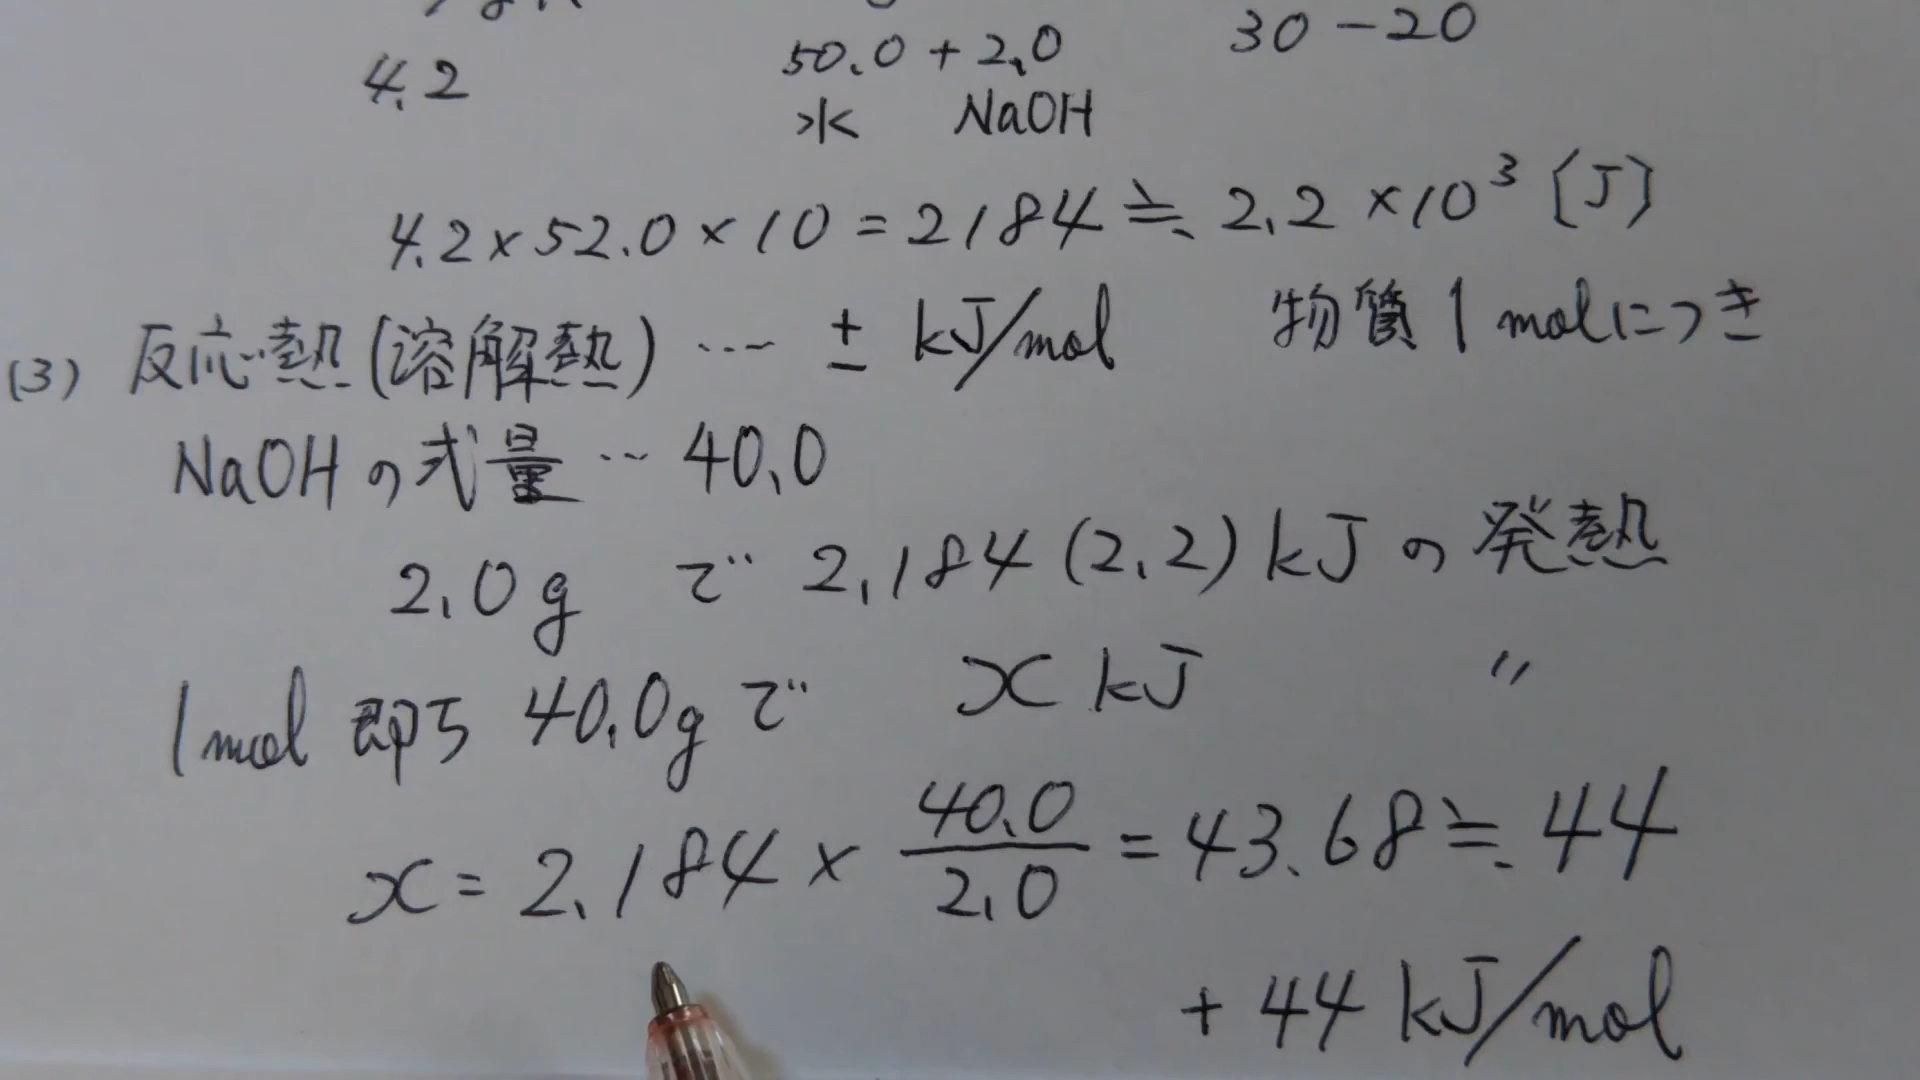 4.2 50.0 + 2.0 30 - 20
水 NaOH
4.2 × 52.0 × 10 = 2184 ≒ 2.2 × 10³ [J]
(3) 反応熱(溶解熱) … ± kJ/mol 物質 1 molにつき
NaOHの式量 … 40.0
2.0g で 2.184 (2.2) kJ の発熱
1mol 即ち 40.0g で x kJ 〃
x = 2.184 × 40.0/2.0 = 43.68 ≒ 44
+ 44 kJ/mol